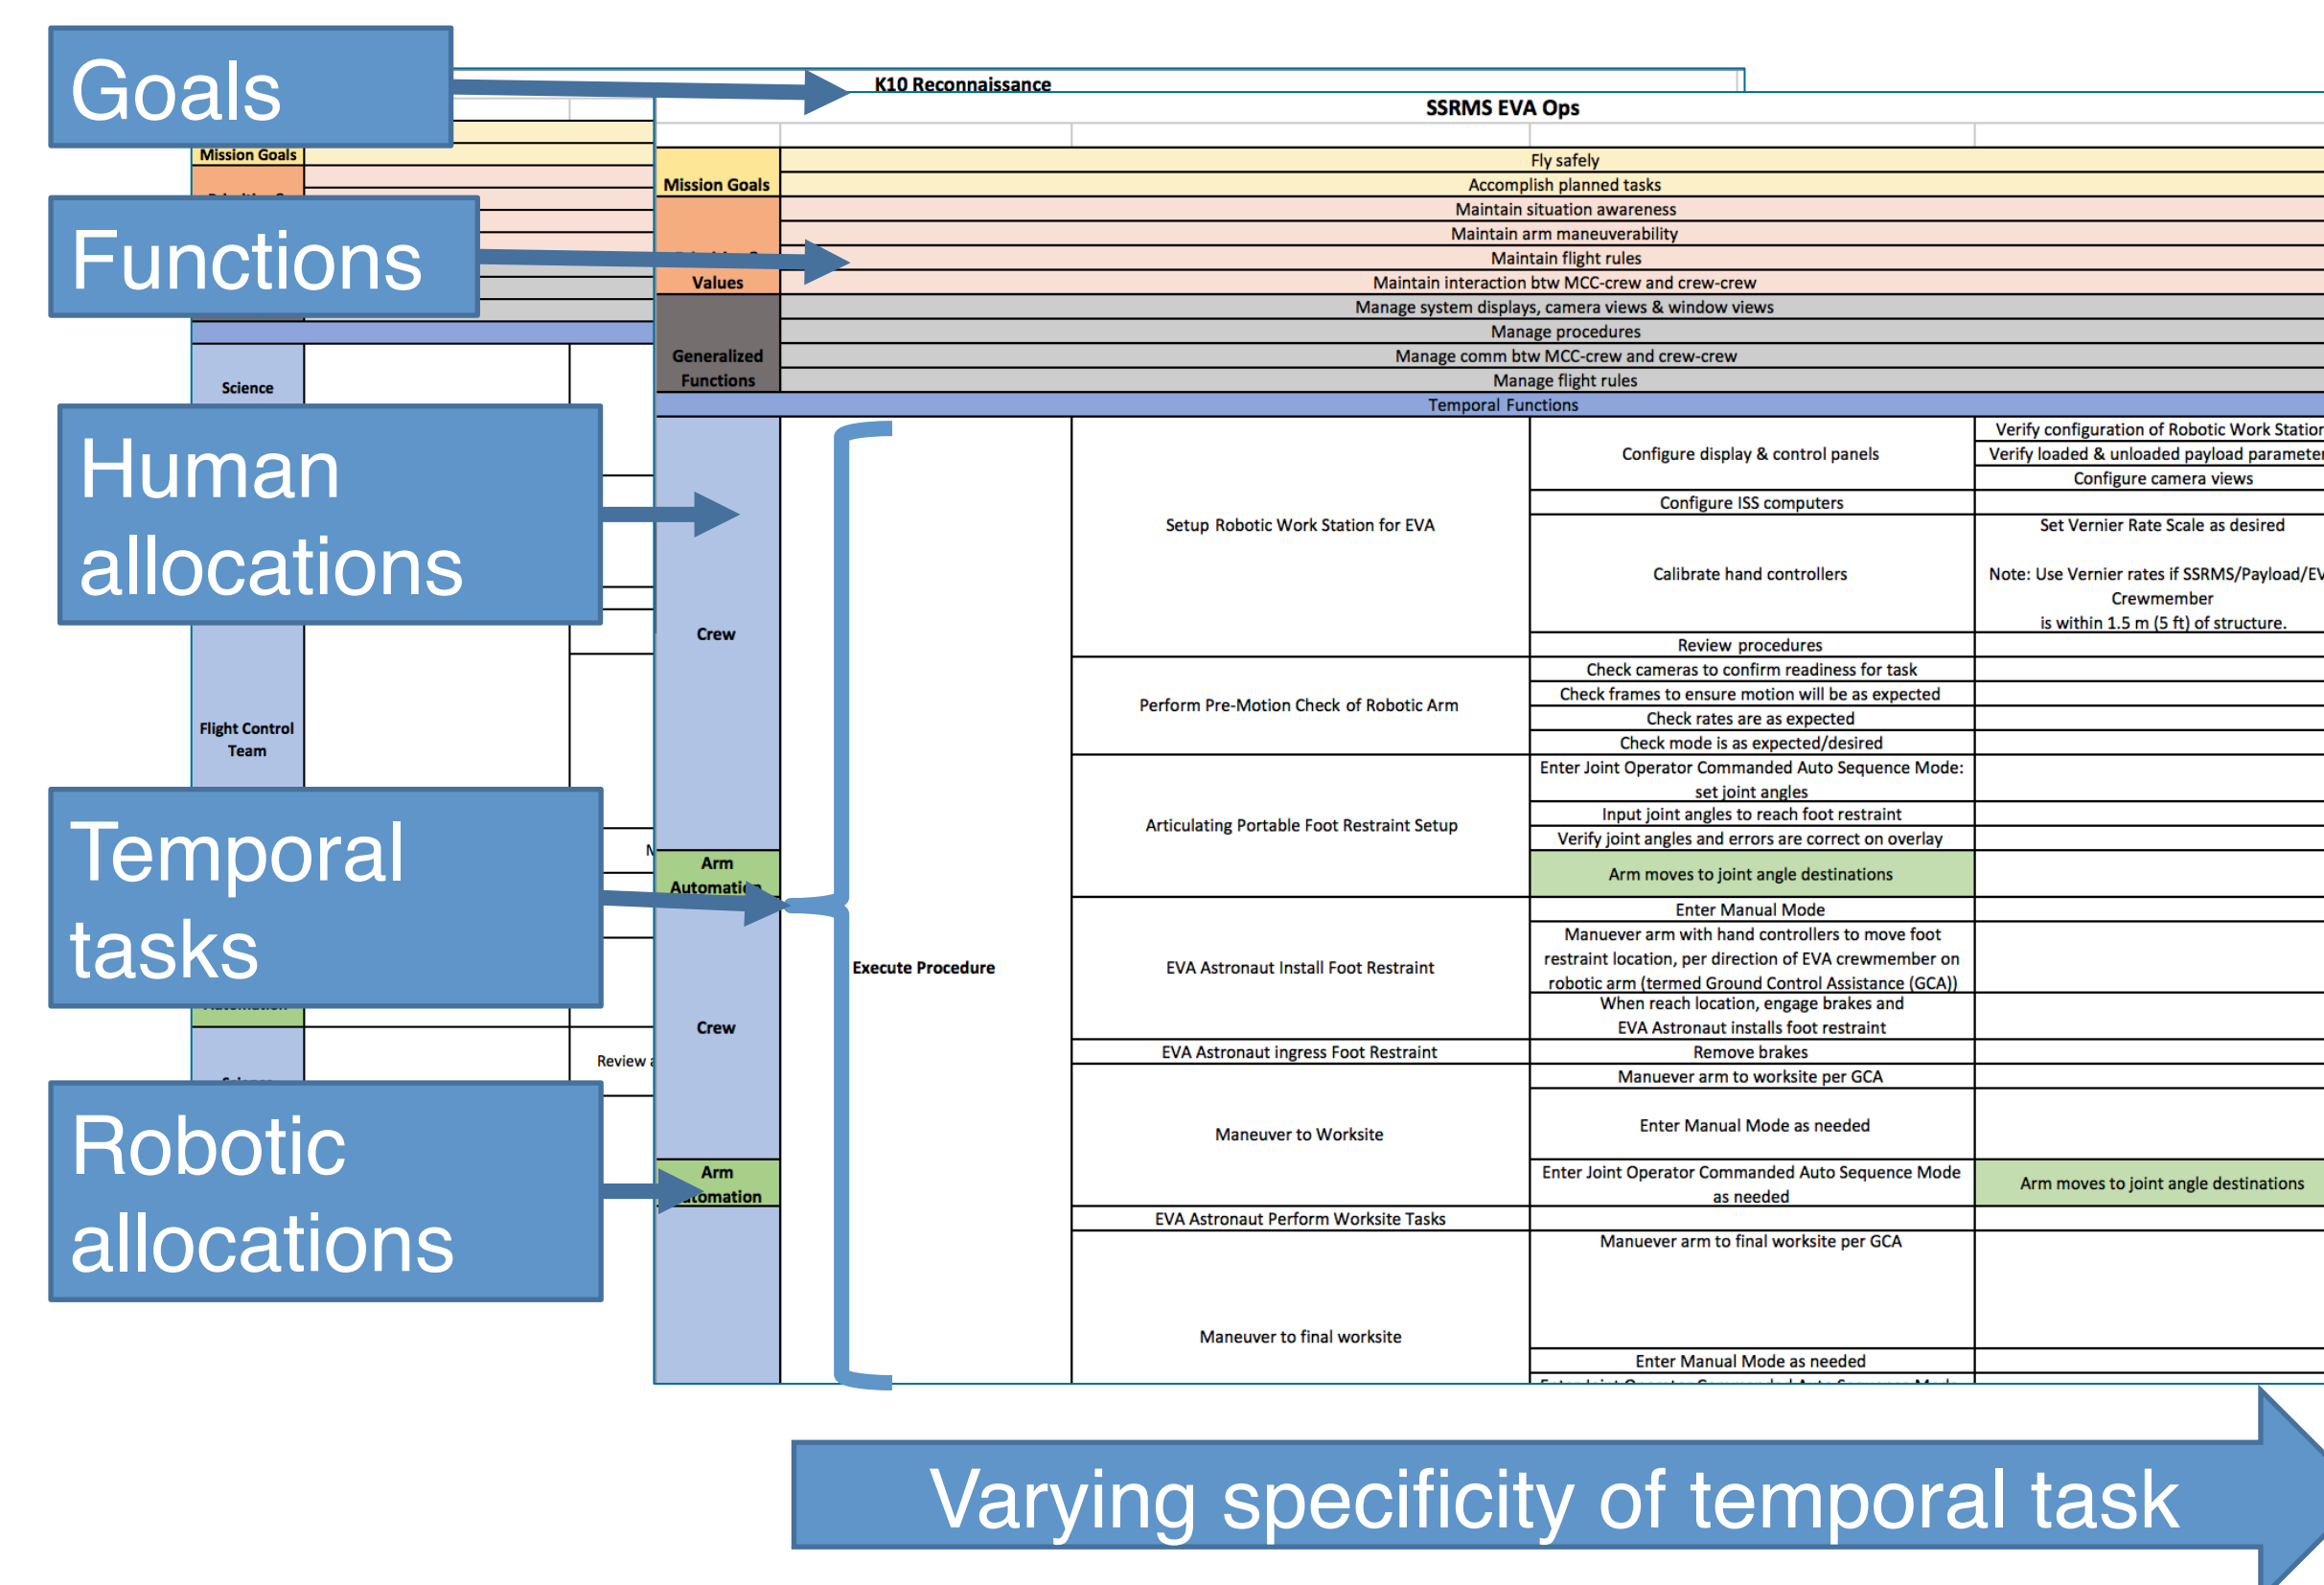 Goals
Functions
Human
allocations
Temporal
tasks
Robotic
allocations
K10 Reconnaissance
Mission Goals
Science
Flight Control
Team
Review
SSRMS EVA Ops
Mission Goals
Fly safely
Accomplish planned tasks
Values
Maintain situation awareness
Maintain arm maneuverability
Maintain flight rules
Maintain interaction btw MCC-crew and crew-crew
Generalized
Functions
Manage system displays, camera views & window views
Manage procedures
Manage comm btw MCC-crew and crew-crew
Manage flight rules
Temporal Functions
Crew
Arm
Automation
Crew
Arm
Execute Procedure
Setup Robotic Work Station for EVA
Configure display & control panels
Verify configuration of Robotic Work Station
Verify loaded & unloaded payload parameter
Configure camera views
Configure ISS computers
Calibrate hand controllers
Set Vernier Rate Scale as desired
Note: Use Vernier rates if SSRMS/Payload/EV
Crewmember
is within 1.5 m (5 ft) of structure.
Review procedures
Perform Pre-Motion Check of Robotic Arm
Check cameras to confirm readiness for task
Check frames to ensure motion will be as expected
Check rates are as expected
Check mode is as expected/desired
Articulating Portable Foot Restraint Setup
Enter Joint Operator Commanded Auto Sequence Mode:
set joint angles
Input joint angles to reach foot restraint
Verify joint angles and errors are correct on overlay
Arm moves to joint angle destinations
EVA Astronaut Install Foot Restraint
Enter Manual Mode
Manuever arm with hand controllers to move foot
restraint location, per direction of EVA crewmember on
robotic arm (termed Ground Control Assistance (GCA))
When reach location, engage brakes and
EVA Astronaut installs foot restraint
EVA Astronaut ingress Foot Restraint
Remove brakes
Maneuver to Worksite
Manuever arm to worksite per GCA
Enter Manual Mode as needed
Enter Joint Operator Commanded Auto Sequence Mode
as needed
Arm moves to joint angle destinations
EVA Astronaut Perform Worksite Tasks
Maneuver to final worksite
Manuever arm to final worksite per GCA
Enter Manual Mode as needed
Varying specificity of temporal task